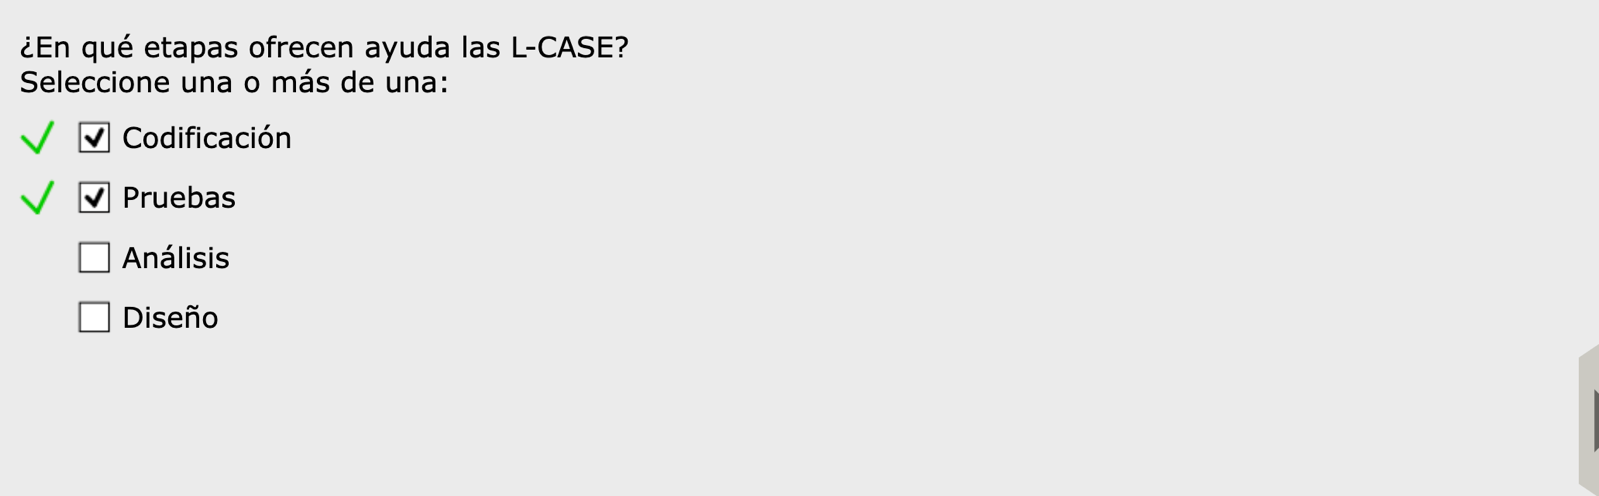 ¿En qué etapas ofrecen ayuda las L-CASE?
Seleccione una o más de una:
Codificación
Pruebas
Análisis
Diseño